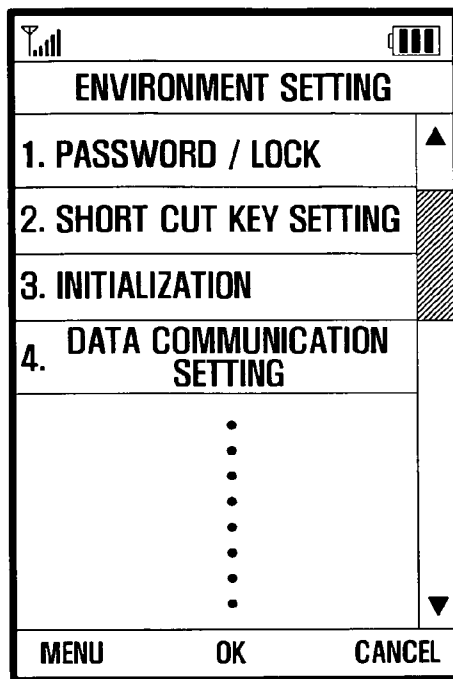 ENVIRONMENT SETTING
1. PASSWORD / LOCK
2. SHORT CUT KEY SETTING
3. INITIALIZATION
4. DATA COMMUNICATION
SETTING
MENU OK CANCEL